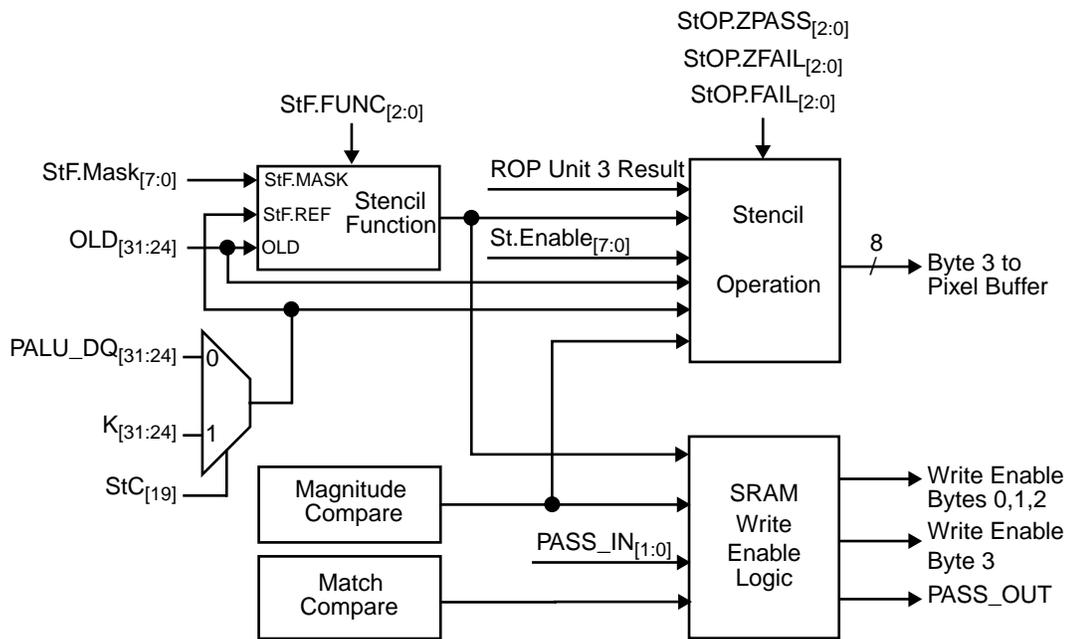 StOP.ZPASS[2:0]
StOP.ZFAIL[2:0]
StOP.FAIL[2:0]
StF.FUNC[2:0]
StF.Mask[7:0]
StF.MASK
StF.REF
OLD
Stencil
Function
OLD[31:24]
ROP Unit 3 Result
St.Enable[7:0]
Stencil
Operation
8
Byte 3 to
Pixel Buffer
PALU_DQ[31:24]
0
K[31:24]
1
StC[19]
Magnitude
Compare
PASS_IN[1:0]
Match
Compare
SRAM
Write
Enable
Logic
Write Enable
Bytes 0,1,2
Write Enable
Byte 3
PASS_OUT